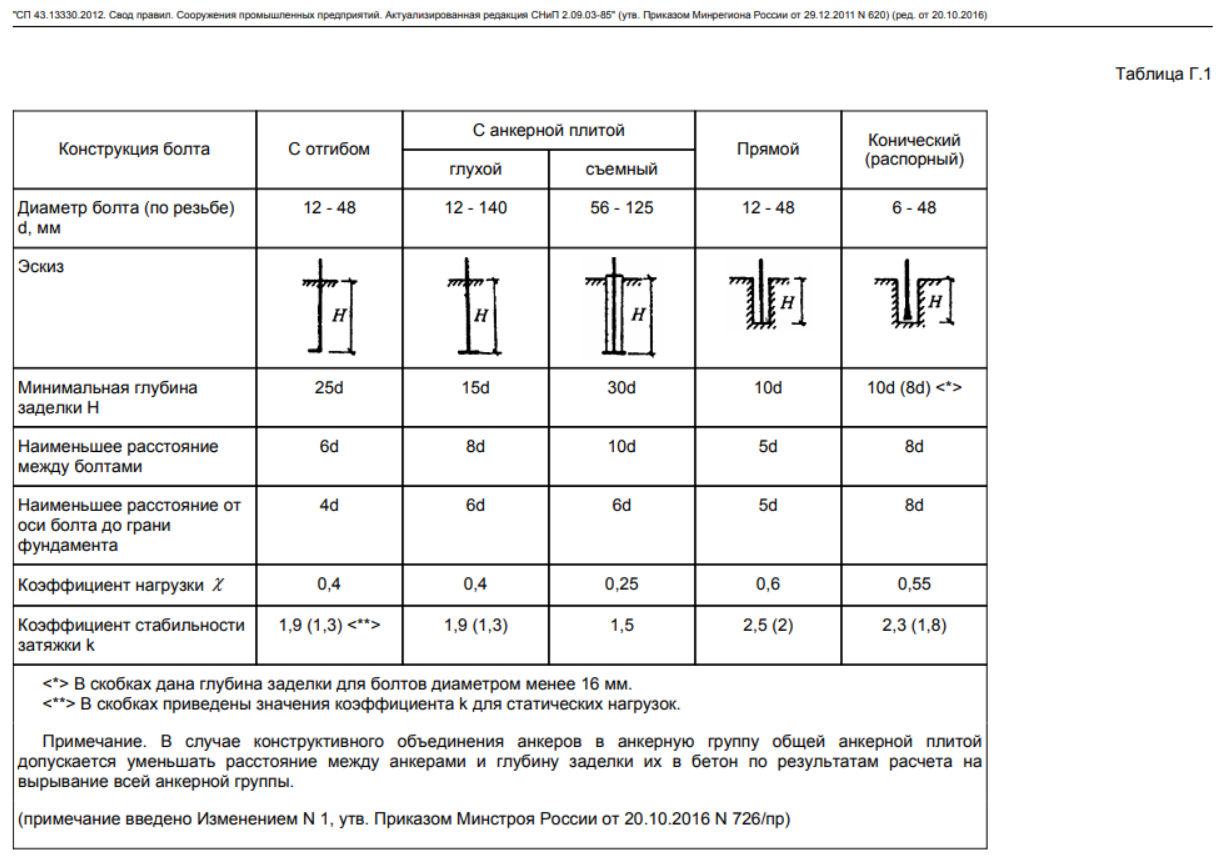 "СП 43.13330.2012. Свод правил. Сооружения промышленных предприятий. Актуализированная редакция СНиП 2.09.03-85" (утв. Приказом Минрегиона России от 29.12.2011 N 620) (ред. от 20.10.2016)
Таблица Г.1
Конструкция болта С отгибом С анкерной плитой Прямой Конический
(распорный)
глухой съемный
Диаметр болта (по резьбе) 12 - 48 12 - 140 56 - 125 12 - 48 6 - 48
d, мм
Эскиз
H H H H H
Минимальная глубина 25d 15d 30d 10d 10d (8d) <*>
заделки H
Наименьшее расстояние 6d 8d 10d 5d 8d
между болтами
Наименьшее расстояние от 4d 6d 6d 5d 8d
оси болта до грани
фундамента
Коэффициент нагрузки χ 0,4 0,4 0,25 0,6 0,55
Коэффициент стабильности 1,9 (1,3) <**> 1,9 (1,3) 1,5 2,5 (2) 2,3 (1,8)
затяжки k
<*> В скобках дана глубина заделки для болтов диаметром менее 16 мм.
<**> В скобках приведены значения коэффициента k для статических нагрузок.
Примечание. В случае конструктивного объединения анкеров в анкерную группу общей анкерной плитой
допускается уменьшать расстояние между анкерами и глубину заделки их в бетон по результатам расчета на
вырывание всей анкерной группы.
(примечание введено Изменением N 1, утв. Приказом Минстроя России от 20.10.2016 N 726/пр)